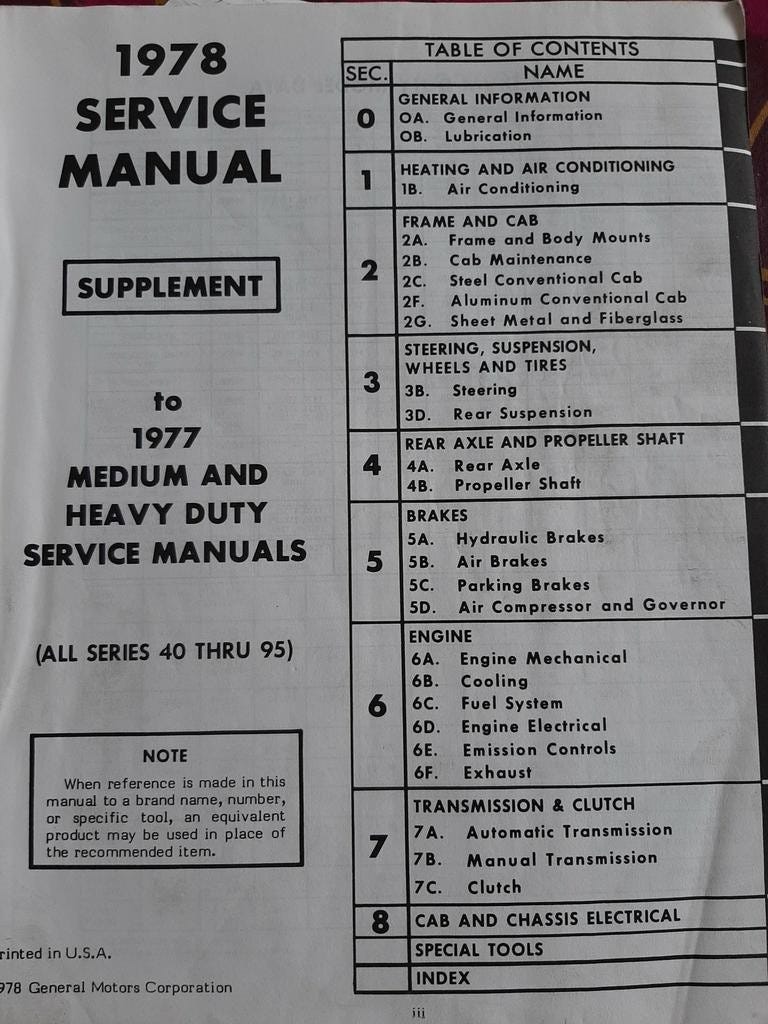 1978
SERVICE
MANUAL
SUPPLEMENT
to
1977
MEDIUM AND
HEAVY DUTY
SERVICE MANUALS
(ALL SERIES 40 THRU 95)
NOTE
When reference is made in this
manual to a brand name, number,
or specific tool, an equivalent
product may be used in place of
the recommended item.
rinted in U.S.A.
978 General Motors Corporation
TABLE OF CONTENTS
SEC. NAME
0 GENERAL INFORMATION
OA. General Information
OB. Lubrication
1 HEATING AND AIR CONDITIONING
1B. Air Conditioning
2 FRAME AND CAB
2A. Frame and Body Mounts
2B. Cab Maintenance
2C. Steel Conventional Cab
2F. Aluminum Conventional Cab
2G. Sheet Metal and Fiberglass
3 STEERING, SUSPENSION,
WHEELS AND TIRES
3B. Steering
3D. Rear Suspension
4 REAR AXLE AND PROPELLER SHAFT
4A. Rear Axle
4B. Propeller Shaft
5 BRAKES
5A. Hydraulic Brakes
5B. Air Brakes
5C. Parking Brakes
5D. Air Compressor and Governor
6 ENGINE
6A. Engine Mechanical
6B. Cooling
6C. Fuel System
6D. Engine Electrical
6E. Emission Controls
6F. Exhaust
7 TRANSMISSION & CLUTCH
7A. Automatic Transmission
7B. Manual Transmission
7C. Clutch
8 CAB AND CHASSIS ELECTRICAL
SPECIAL TOOLS
INDEX
iii